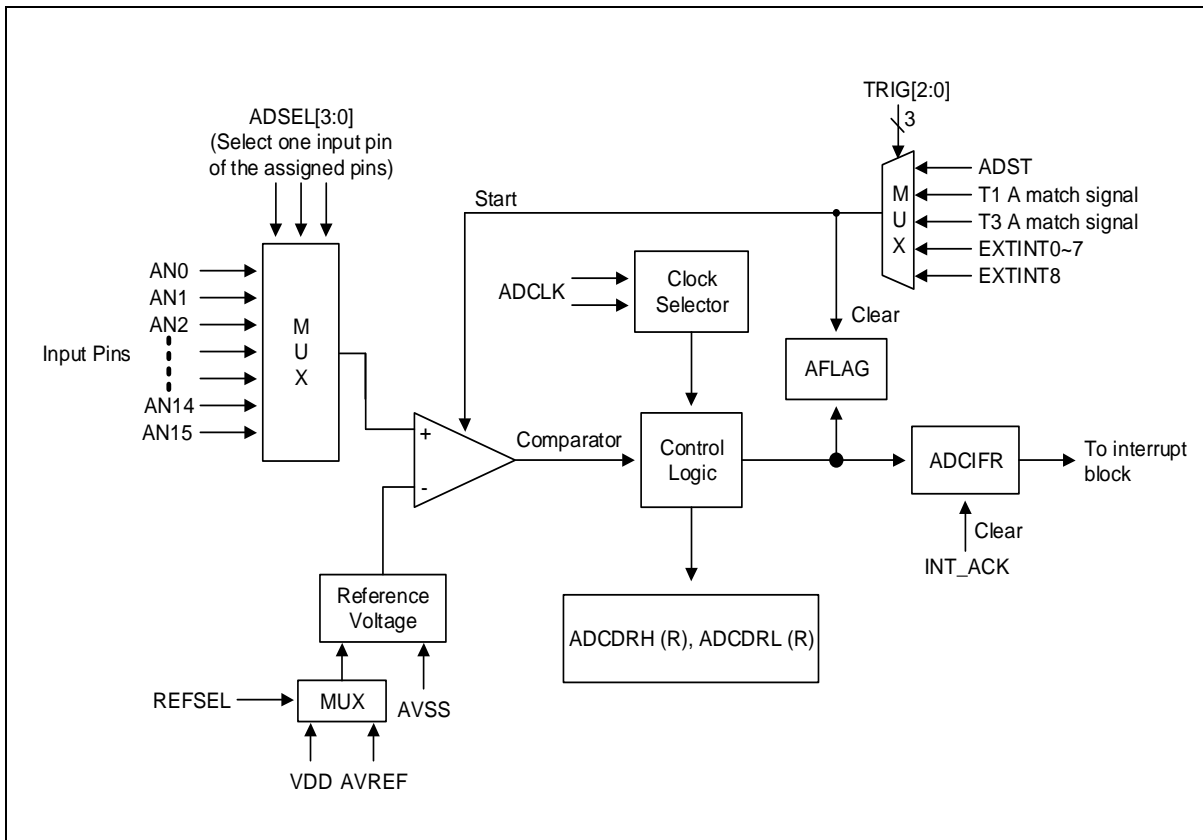 TRIG[2:0]
3
ADSEL[3:0]
(Select one input pin
of the assigned pins)
ADST
T1 A match signal
T3 A match signal
EXTINT0~7
EXTINT8
M
U
X
Start
AN0
AN1
AN2
Input Pins
AN14
AN15
M
U
X
ADCLK
Clock
Selector
Clear
AFLAG
+
-
Comparator
Control
Logic
ADCIFR
To interrupt
block
Clear
INT_ACK
Reference
Voltage
ADCDRH (R), ADCDRL (R)
REFSEL
MUX
AVSS
VDD AVREF